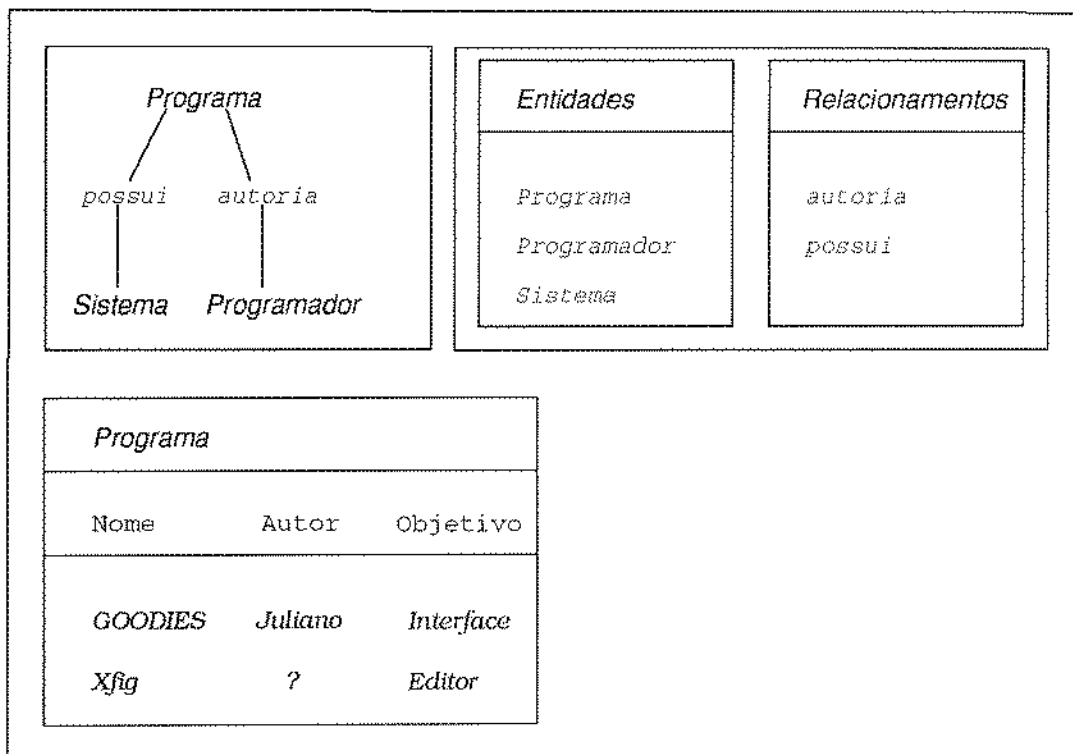 Programa
possui autoria
Sistema Programador
Entidades
Programa
Programador
Sistema
Relacionamentos
autoria
possui
Programa
Nome Autor Objetivo
GOODIES Juliano Interface
Xfig ? Editor